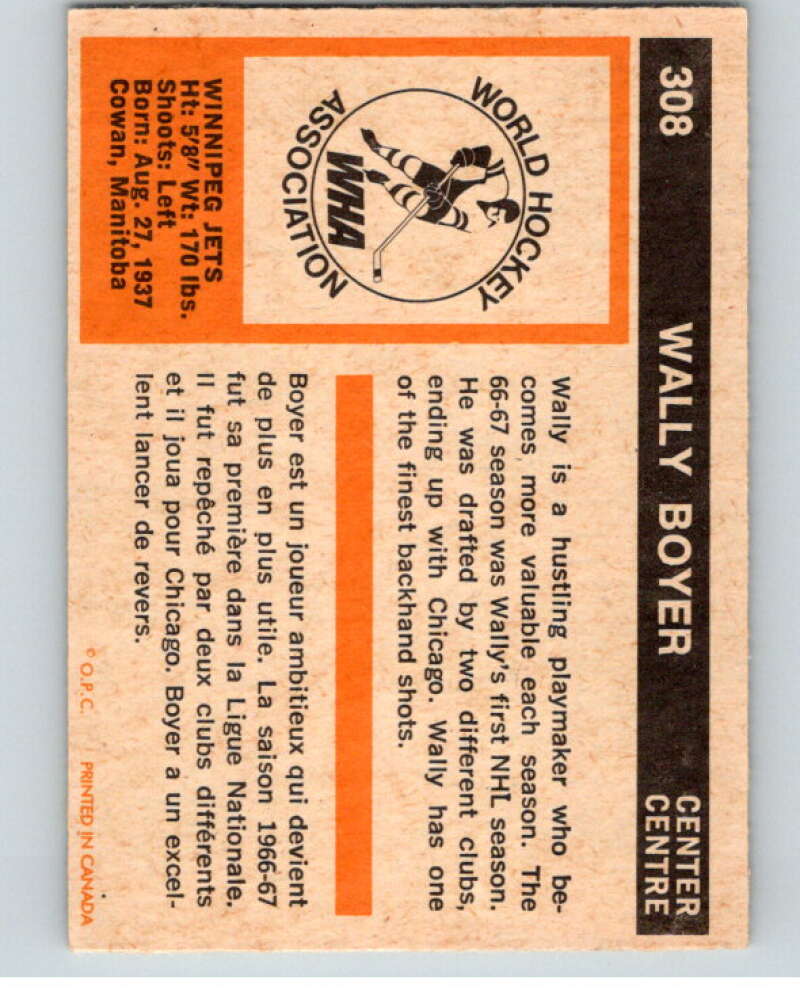 308 WALLY BOYER CENTER
CENTRE
WORLD HOCKEY
ASSOCIATION
WHA
WINNIPEG JETS
Ht: 5'8" Wt: 170 lbs.
Shoots: Left
Born: Aug. 27, 1937
Cowan, Manitoba
Wally is a hustling playmaker who be-
comes more valuable each season. The
66-67 season was Wally's first NHL season.
He was drafted by two different clubs,
ending up with Chicago. Wally has one
of the finest backhand shots.
Boyer est un joueur ambitieux qui devient
de plus en plus utile. La saison 1966-67
fut sa première dans la Ligue Nationale.
Il fut repêché par deux clubs différents
et il joua pour Chicago. Boyer a un excel-
lent lancer de revers.
© O.P.C. PRINTED IN CANADA